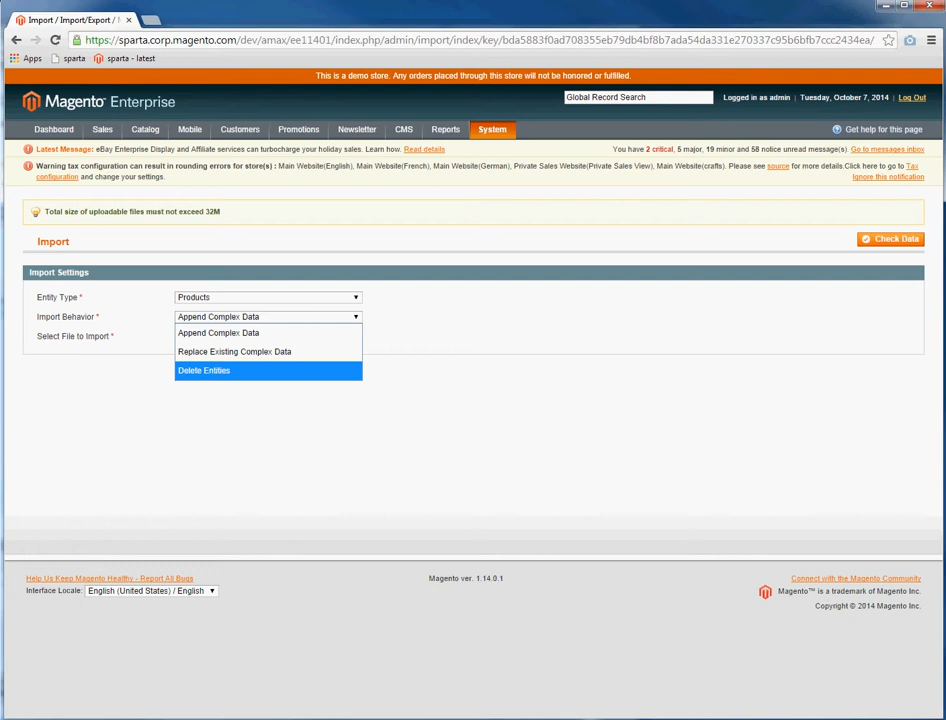 Import / Import/Export /
https://sparta.corp.magento.com/dev/amax/ee11401/index.php/admin/import/index/key/bda5883f0ad708355eb79db4bf8b7ada54da331e270337c95b6bfb7ccc2434ea/
Apps sparta sparta - latest
This is a demo store. Any orders placed through this store will not be honored or fulfilled.
Magento Enterprise
Global Record Search
Logged in as admin | Tuesday, October 7, 2014 | Log Out
Dashboard Sales Catalog Mobile Customers Promotions Newsletter CMS Reports System
Get help for this page
Latest Message: eBay Enterprise Display and Affiliate services can turbocharge your holiday sales. Learn how. Read details
You have 2 critical, 5 major, 19 minor and 58 notice unread message(s). Go to messages inbox
Warning tax configuration can result in rounding errors for store(s) : Main Website(English), Main Website(French), Main Website(German), Private Sales Website(Private Sales View), Main Website(crafts). Please see source for more details.Click here to go to Tax
configuration and change your settings.
Ignore this notification
Total size of uploadable files must not exceed 32M
Import
Check Data
Import Settings
Entity Type *
Products
Import Behavior *
Append Complex Data
Append Complex Data
Select File to Import *
Replace Existing Complex Data
Delete Entities
Help Us Keep Magento Healthy - Report All Bugs
Magento ver. 1.14.0.1
Connect with the Magento Community
Interface Locale: English (United States) / English
Magento™ is a trademark of Magento Inc.
Copyright © 2014 Magento Inc.